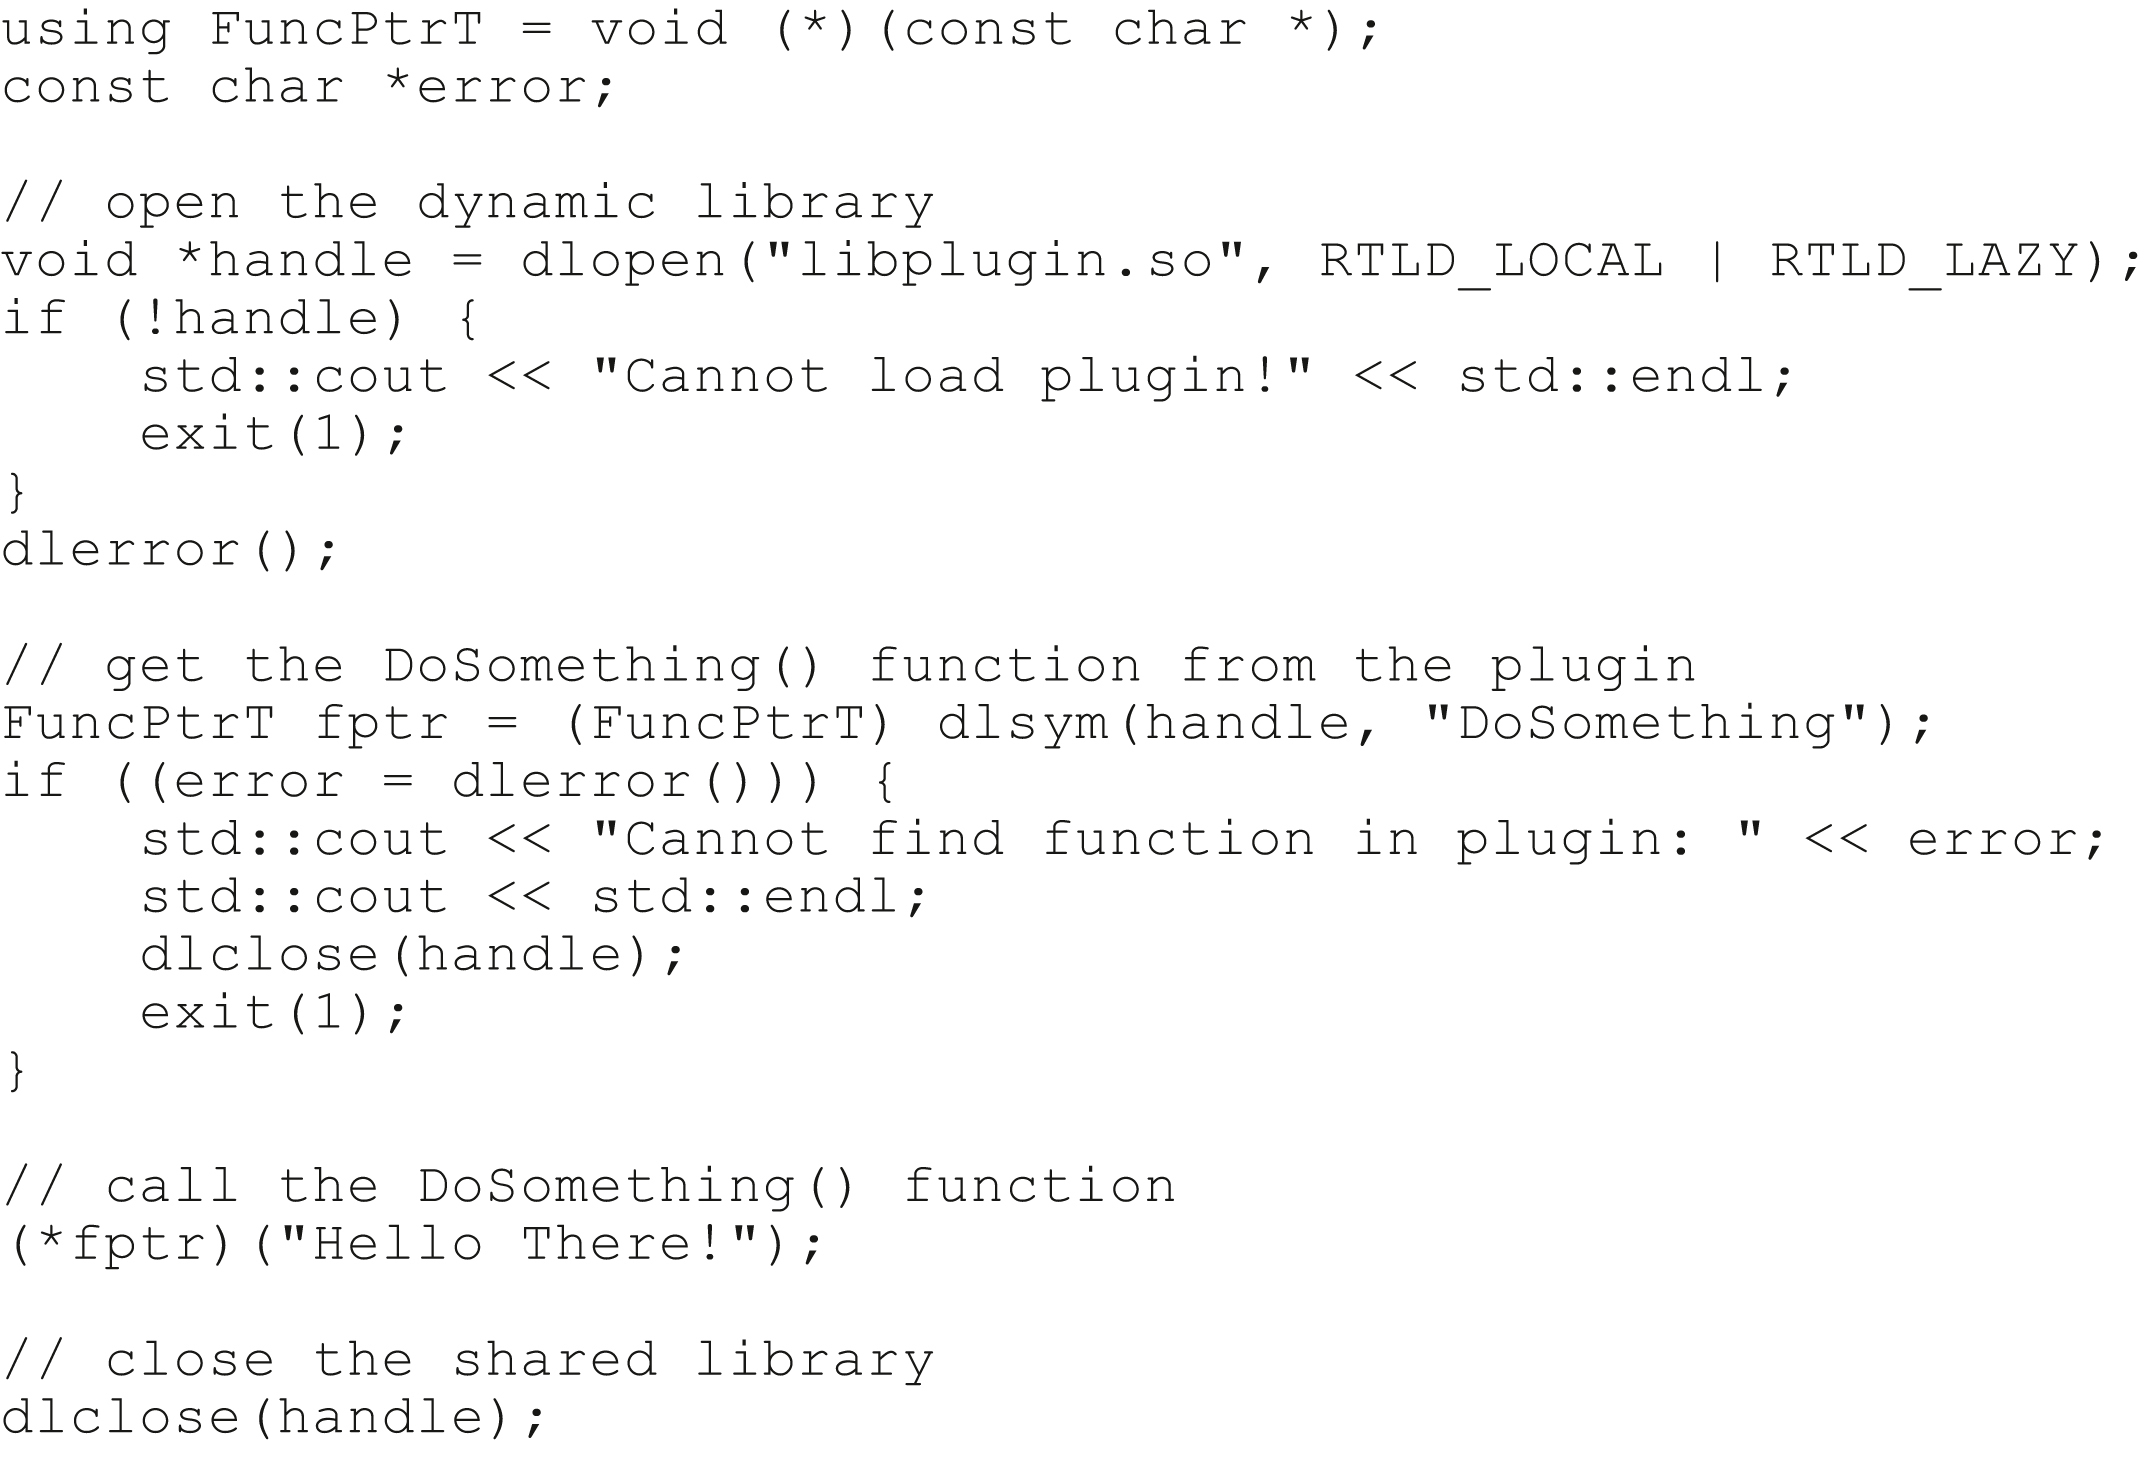 using FuncPtrT = void (*)(const char *);
const char *error;

// open the dynamic library
void *handle = dlopen("libplugin.so", RTLD_LOCAL | RTLD_LAZY);
if (!handle) {
    std::cout << "Cannot load plugin!" << std::endl;
    exit(1);
}
dlerror();

// get the DoSomething() function from the plugin
FuncPtrT fptr = (FuncPtrT) dlsym(handle, "DoSomething");
if ((error = dlerror())) {
    std::cout << "Cannot find function in plugin: " << error;
    std::cout << std::endl;
    dlclose(handle);
    exit(1);
}

// call the DoSomething() function
(*fptr)("Hello There!");

// close the shared library
dlclose(handle);